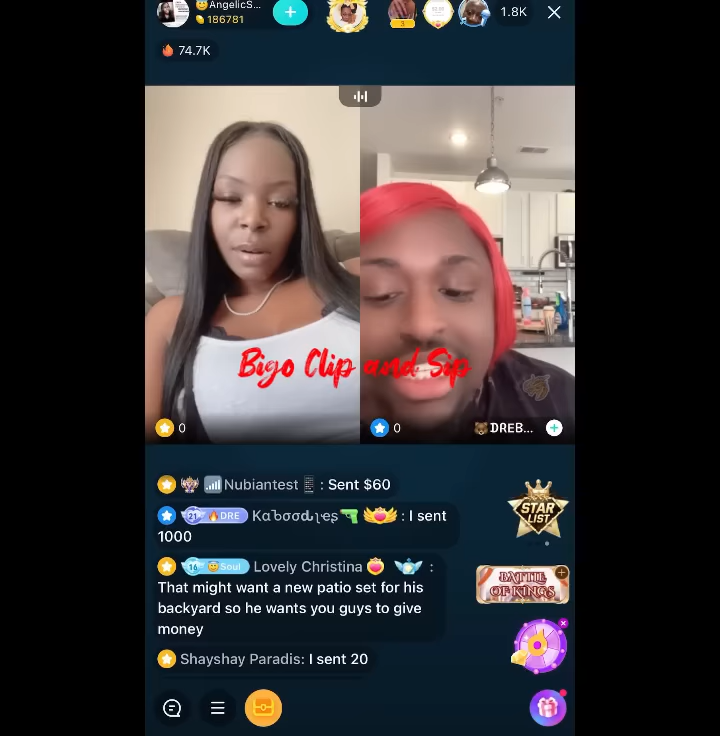 AngelicS...
186781
1.8K
74.7K
Bigo Clip and Sip
0
0
DREB...
Nubiantest : Sent $60
21 DRE : I sent
1000
16 Soul Lovely Christina :
That might want a new patio set for his
backyard so he wants you guys to give
money
Shayshay Paradis: I sent 20
STAR
LIST
BATTLE
OF KINGS